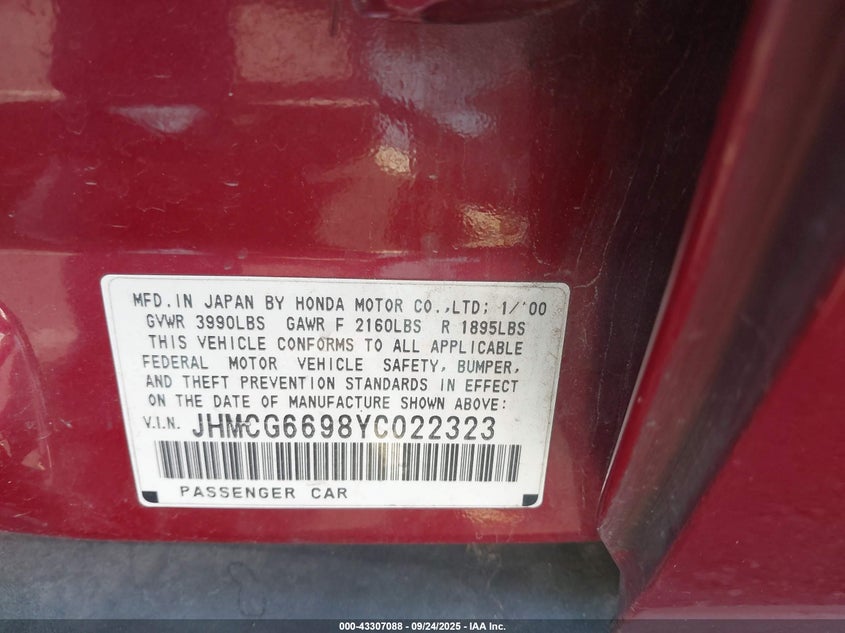 MFD.IN JAPAN BY HONDA MOTOR CO.,LTD; 1/'00
GVWR 3990LBS GAWR F 2160LBS R 1895LBS
THIS VEHICLE CONFORMS TO ALL APPLICABLE
FEDERAL MOTOR VEHICLE SAFETY, BUMPER,
AND THEFT PREVENTION STANDARDS IN EFFECT
ON THE DATE OF MANUFACTURE SHOWN ABOVE:
V.I.N. JHMCG6698YC022323
PASSENGER CAR
000-43307088 - 09/24/2025 - IAA Inc.